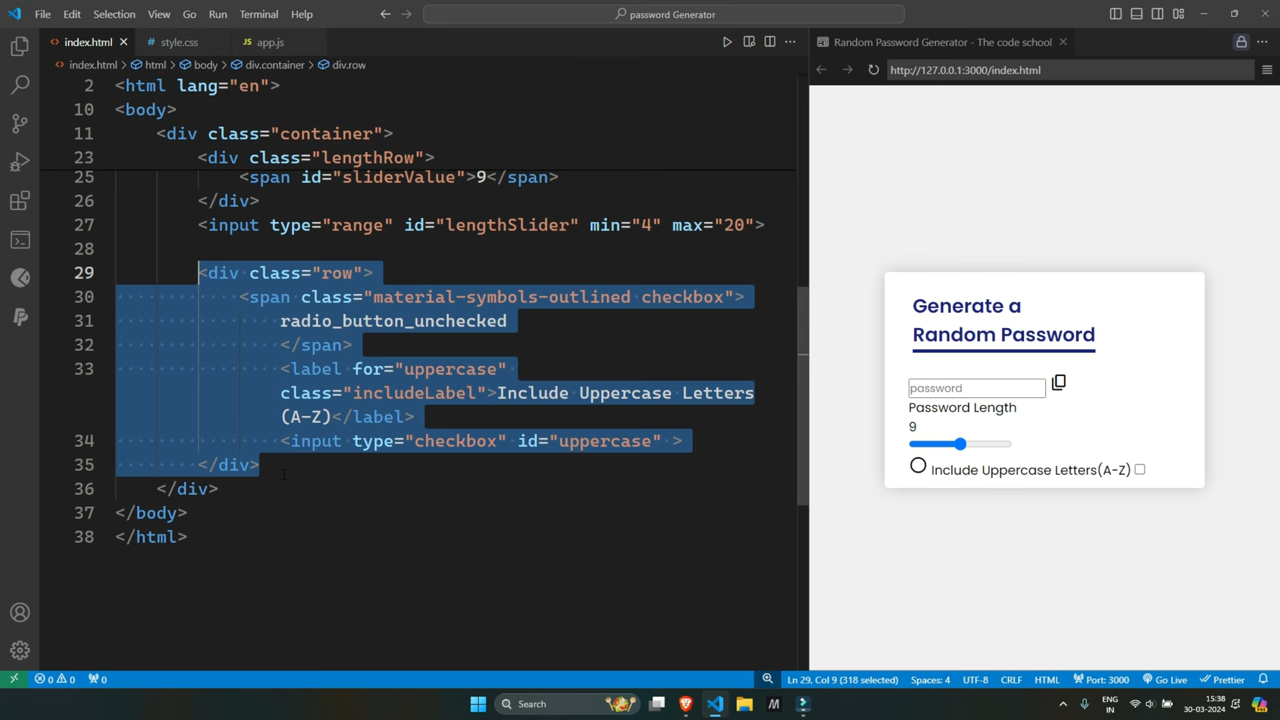 File Edit Selection View Go Run Terminal Help
password Generator
index.html
style.css
app.js
index.html html body div.container div.row
2 <html lang="en">
10 <body>
11 <div class="container">
23 <div class="lengthRow">
25 <span id="sliderValue">9</span>
26 </div>
27 <input type="range" id="lengthSlider" min="4" max="20">
28
29 <div class="row">
30 <span class="material-symbols-outlined checkbox">
31 radio_button_unchecked
32 </span>
33 <label for="uppercase"
class="includeLabel">Include Uppercase Letters
(A-Z)</label>
34 <input type="checkbox" id="uppercase" >
35 </div>
36 </div>
37 </body>
38 </html>
Random Password Generator - The code school
http://127.0.0.1:3000/index.html
Generate a
Random Password
password
Password Length
9
Include Uppercase Letters(A-Z)
0 0 0
Ln 29, Col 9 (318 selected) Spaces: 4 UTF-8 CRLF HTML Port: 3000 Go Live Prettier
Search
ENG
IN
15:38
30-03-2024